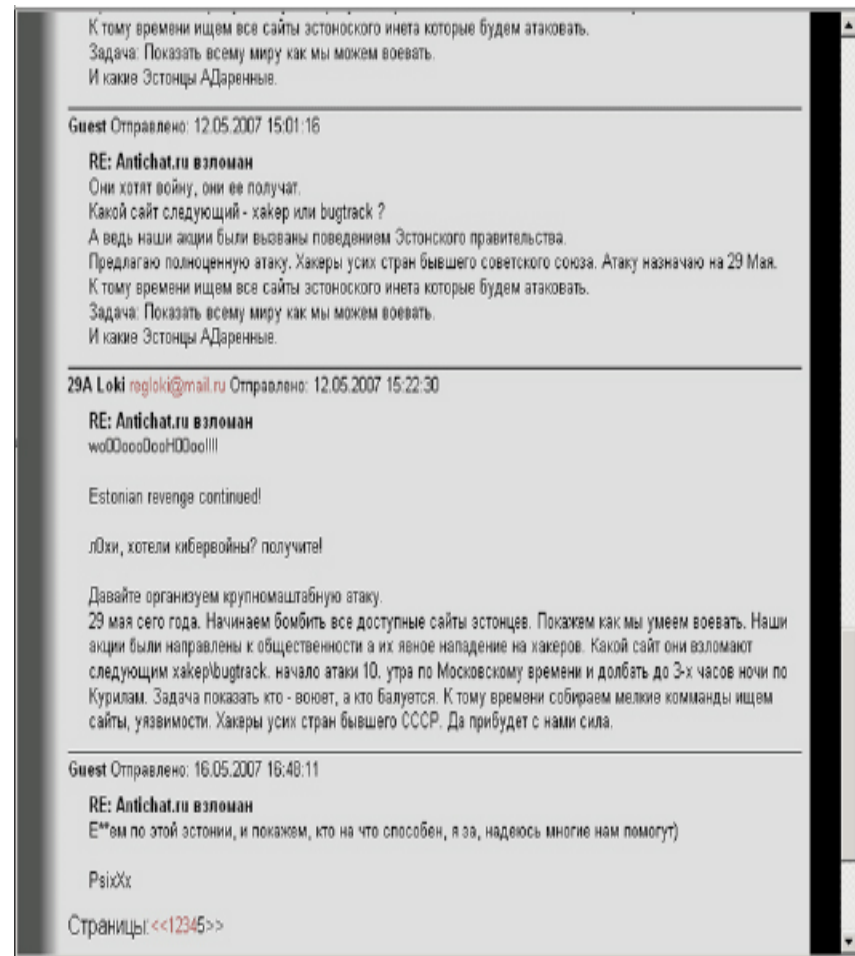 К тому времени ищем все сайты эстоноского инета которые будем атаковать.
Задача: Показать всему миру как мы можем воевать.
И какие Эстонцы АДаренные.
Guest Отправлено: 12.05.2007 15:01:16
RE: Antichat.ru взломан
Они хотят войну, они ее получат.
Какой сайт следующий - хакер или bugtrack ?
А ведь наши акции были вызваны поведением Эстонского правительства.
Предлагаю полноценную атаку. Хакеры усих стран бывшего советского союза. Атаку назначаю на 29 Мая.
К тому времени ищем все сайты эстоноского инета которые будем атаковать.
Задача: Показать всему миру как мы можем воевать.
И какие Эстонцы АДаренные.
29A Loki regloki@mail.ru Отправлено: 12.05.2007 15:22:30
RE: Antichat.ru взломан
Estonian revenge continued!
л0хи, хотели кибервойны? получите!
Давайте организуем крупномаштабную атаку.
29 мая сего года. Начинаем бомбить все доступные сайты эстонцев. Покажем как мы умеем воевать. Наши
акции были направлены к общественности а их явное нападение на хакеров. Какой сайт они взломают
следующим xakep\bugtrack. начало атаки 10. утра по Московскому времени и долбать до 3-х часов ночи по
Курилам. Задача показать кто - воюет, а кто балуется. К тому времени собираем мелкие комманды ищем
сайты, уязвимости. Хакеры усих стран бывшего СССР. Да прибудет с нами сила.
Guest Отправлено: 16.05.2007 16:48:11
RE: Antichat.ru взломан
Е**ем по этой эстонии, и покажем, кто на что способен, я за, надеюсь многие нам помогут)
PsixXx
Страницы:<<12345>>